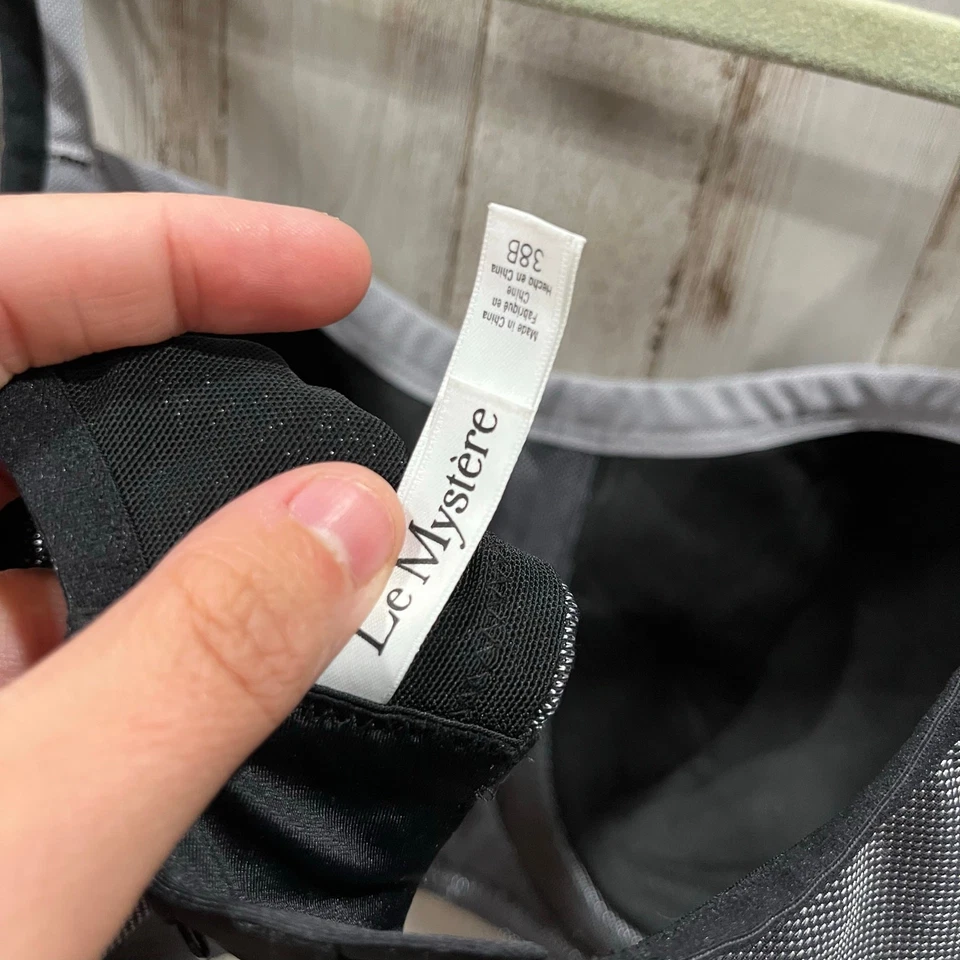 Le Mystère
Made in China
Fabriqué en
Chine
Hecho en China
38B